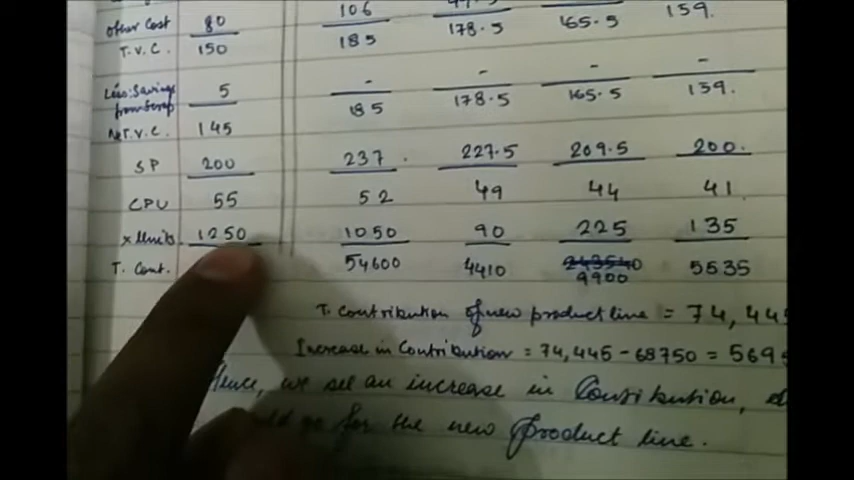 Other Cost 80 106 165.5 159.
T.V.C. 150 185 178.5 165.5 159.
Less: Savings from Scrap 5 - - - -
Net.V.C. 145 185 178.5 165.5 159.
SP 200 237. 227.5 209.5 200.
CPU 55 52 49 44 41
x Units 1250 1050 90 225 135
T. Cont. 54600 4410 9900 5535
T. Contribution of new product line = 74,445
Increase in Contribution = 74,445 - 68750 = 5695
Hence, we see an increase in Contribution,
go for the new product line.